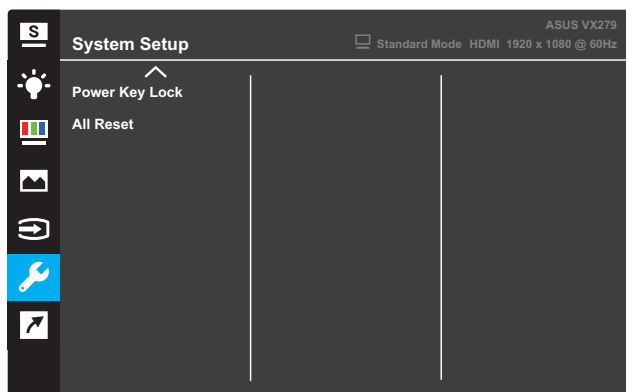 S
ASUS VX279
System Setup
Standard Mode HDMI 1920 x 1080 @ 60Hz
Power Key Lock
All Reset